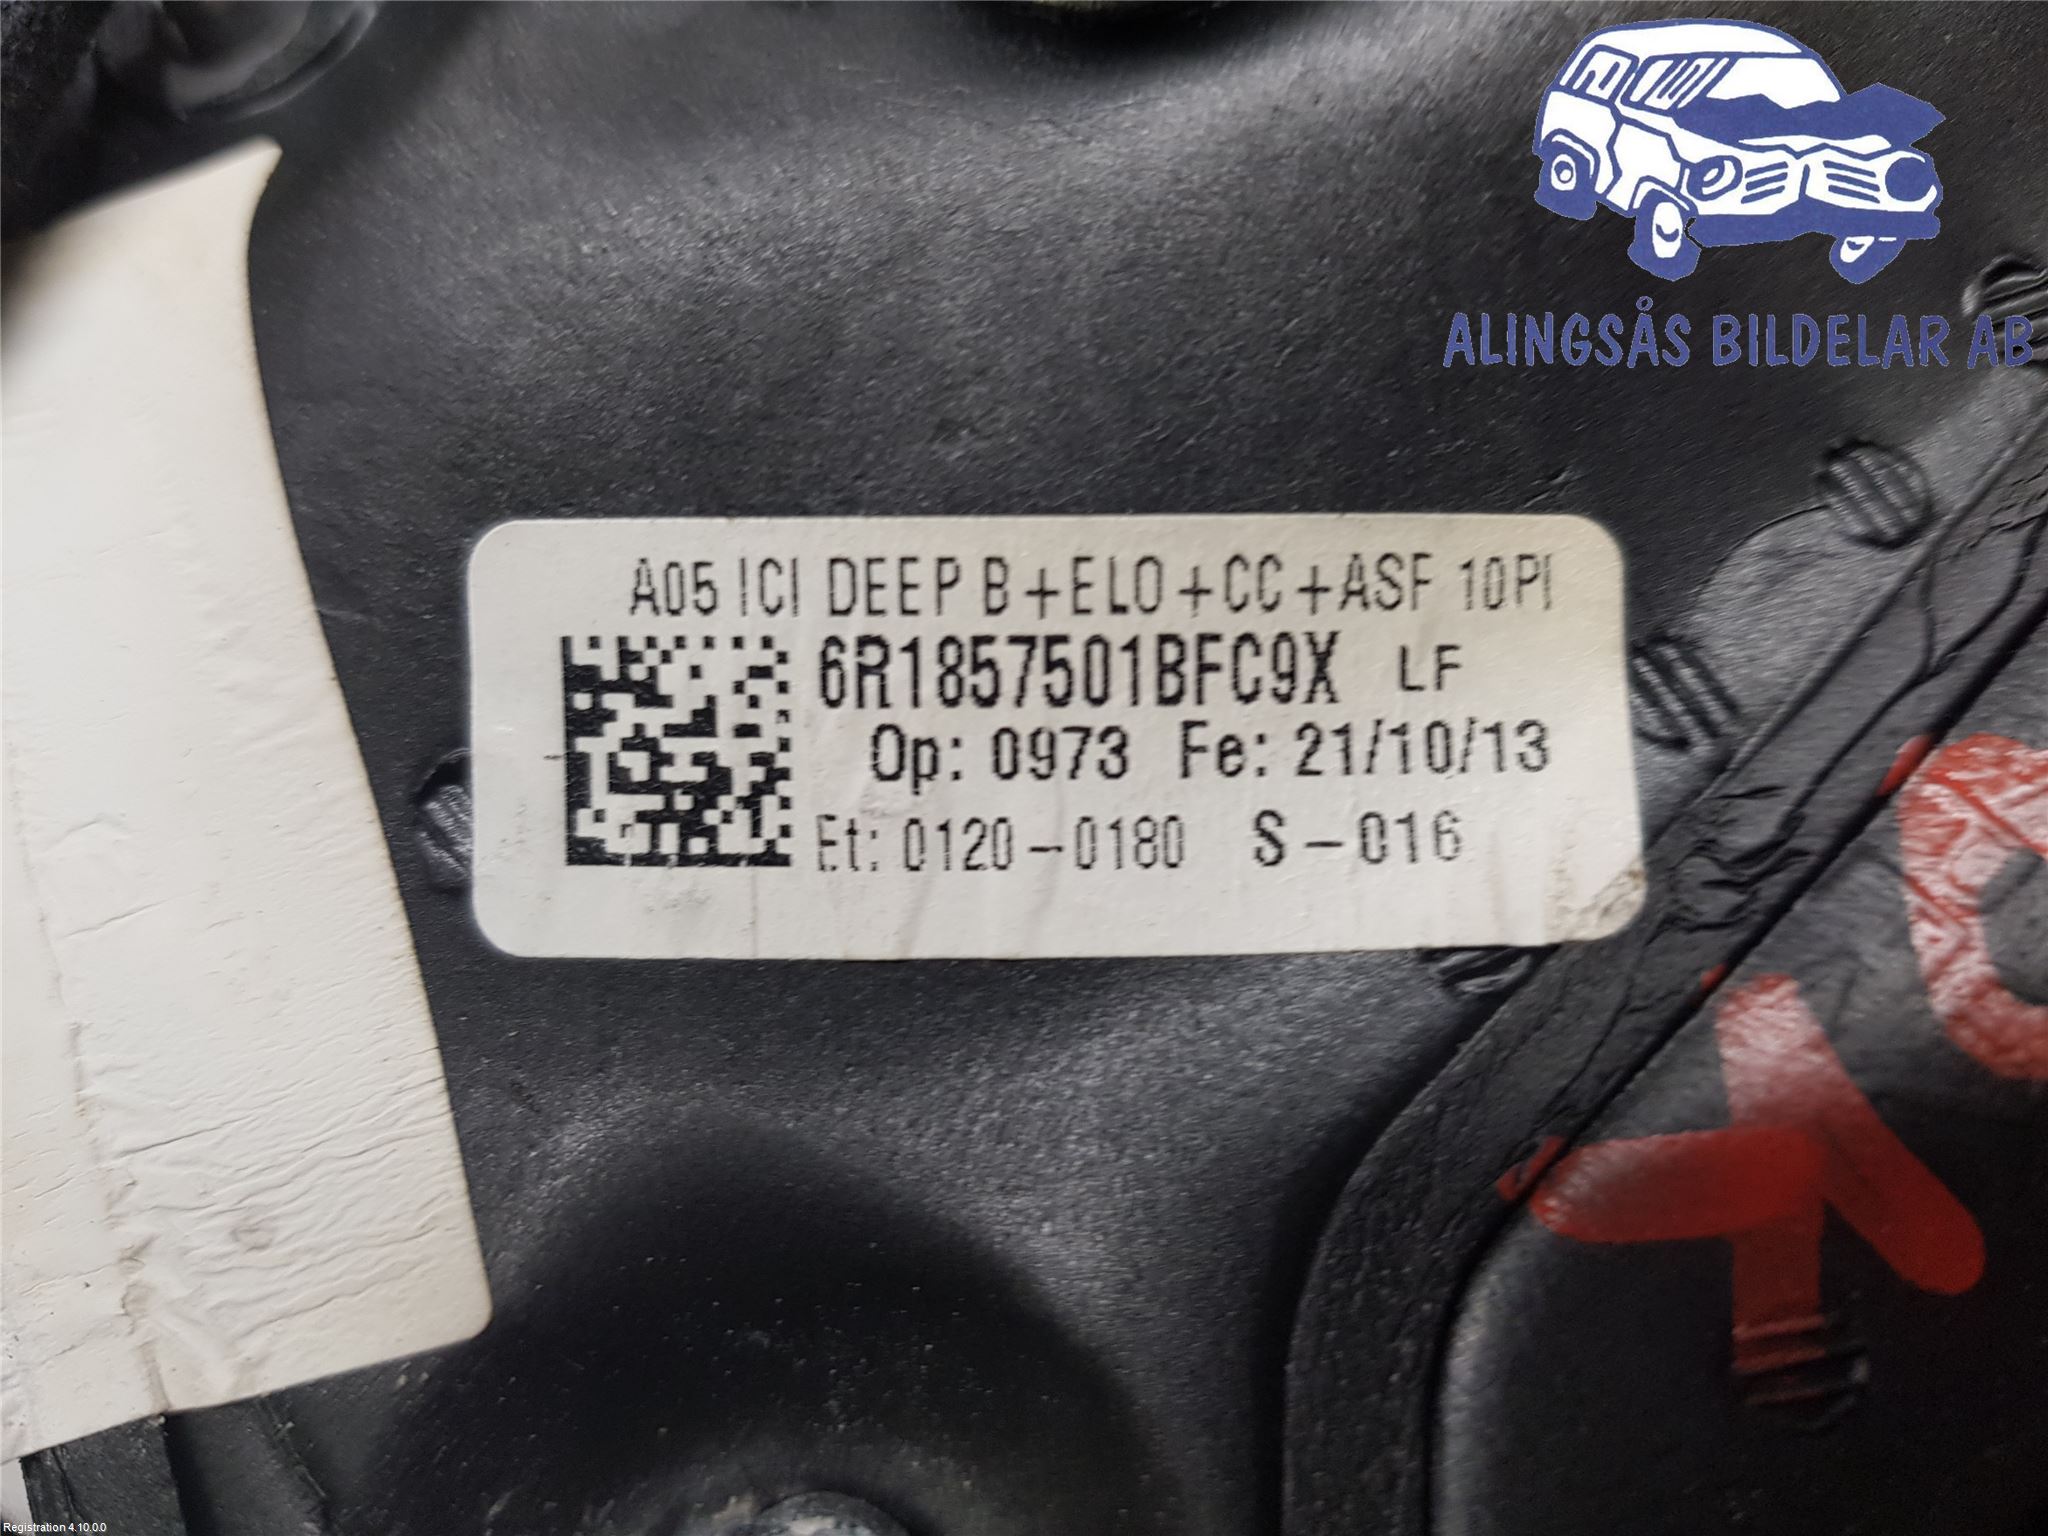 ALINGSÅS BILDELAR AB
A05 ICI DEEP B+ELO+CC+ASF 10PI
6R1857501BFC9X LF
Op: 0973 Fe: 21/10/13
Et: 0120-0180 S-016
Registration 4.10.0.0